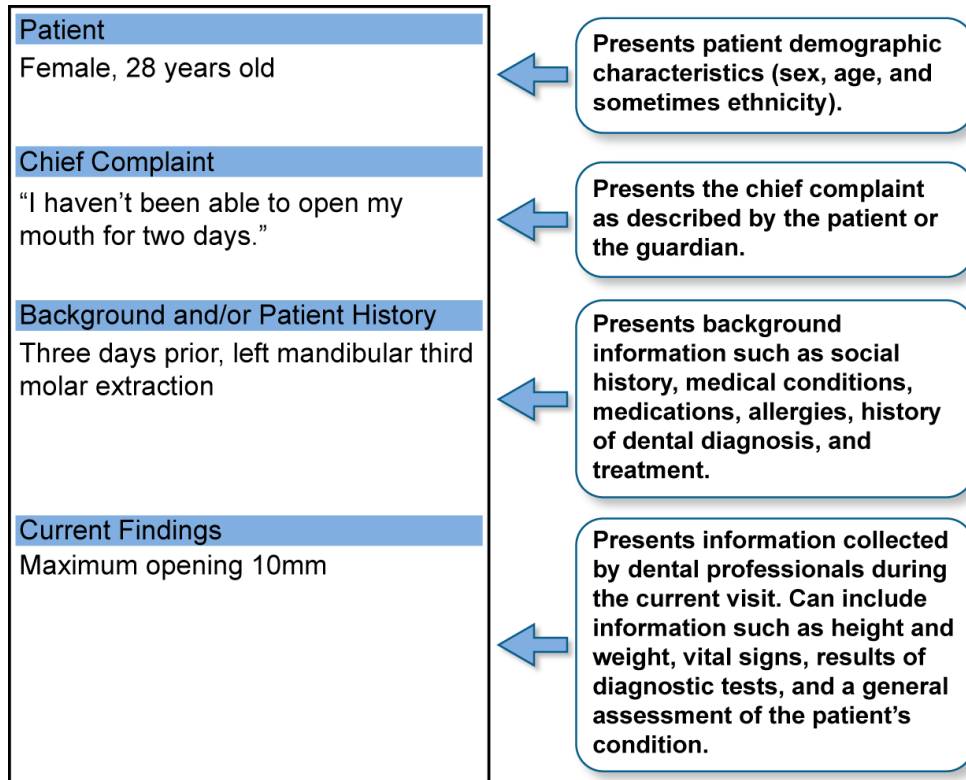 Patient
Female, 28 years old
Presents patient demographic
characteristics (sex, age, and
sometimes ethnicity).
Chief Complaint
“I haven’t been able to open my
mouth for two days.”
Presents the chief complaint
as described by the patient or
the guardian.
Background and/or Patient History
Three days prior, left mandibular third
molar extraction
Presents background
information such as social
history, medical conditions,
medications, allergies, history
of dental diagnosis, and
treatment.
Current Findings
Maximum opening 10mm
Presents information collected
by dental professionals during
the current visit. Can include
information such as height and
weight, vital signs, results of
diagnostic tests, and a general
assessment of the patient’s
condition.